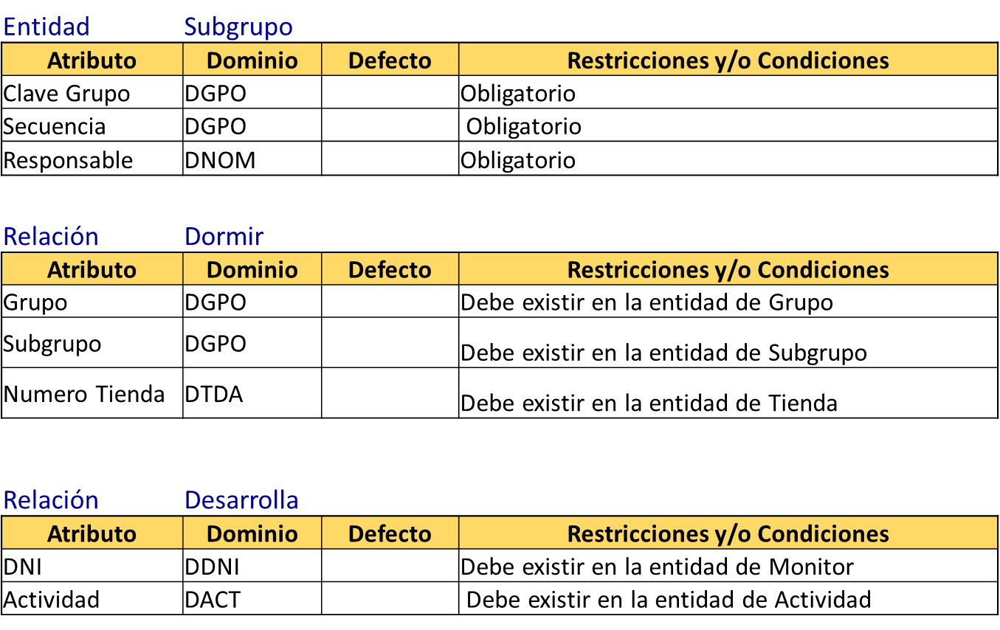 Entidad Subgrupo
Atributo Dominio Defecto Restricciones y/o Condiciones
Clave Grupo DGPO Obligatorio
Secuencia DGPO Obligatorio
Responsable DNOM Obligatorio
Relación Dormir
Atributo Dominio Defecto Restricciones y/o Condiciones
Grupo DGPO Debe existir en la entidad de Grupo
Subgrupo DGPO Debe existir en la entidad de Subgrupo
Numero Tienda DTDA Debe existir en la entidad de Tienda
Relación Desarrolla
Atributo Dominio Defecto Restricciones y/o Condiciones
DNI DDNI Debe existir en la entidad de Monitor
Actividad DACT Debe existir en la entidad de Actividad